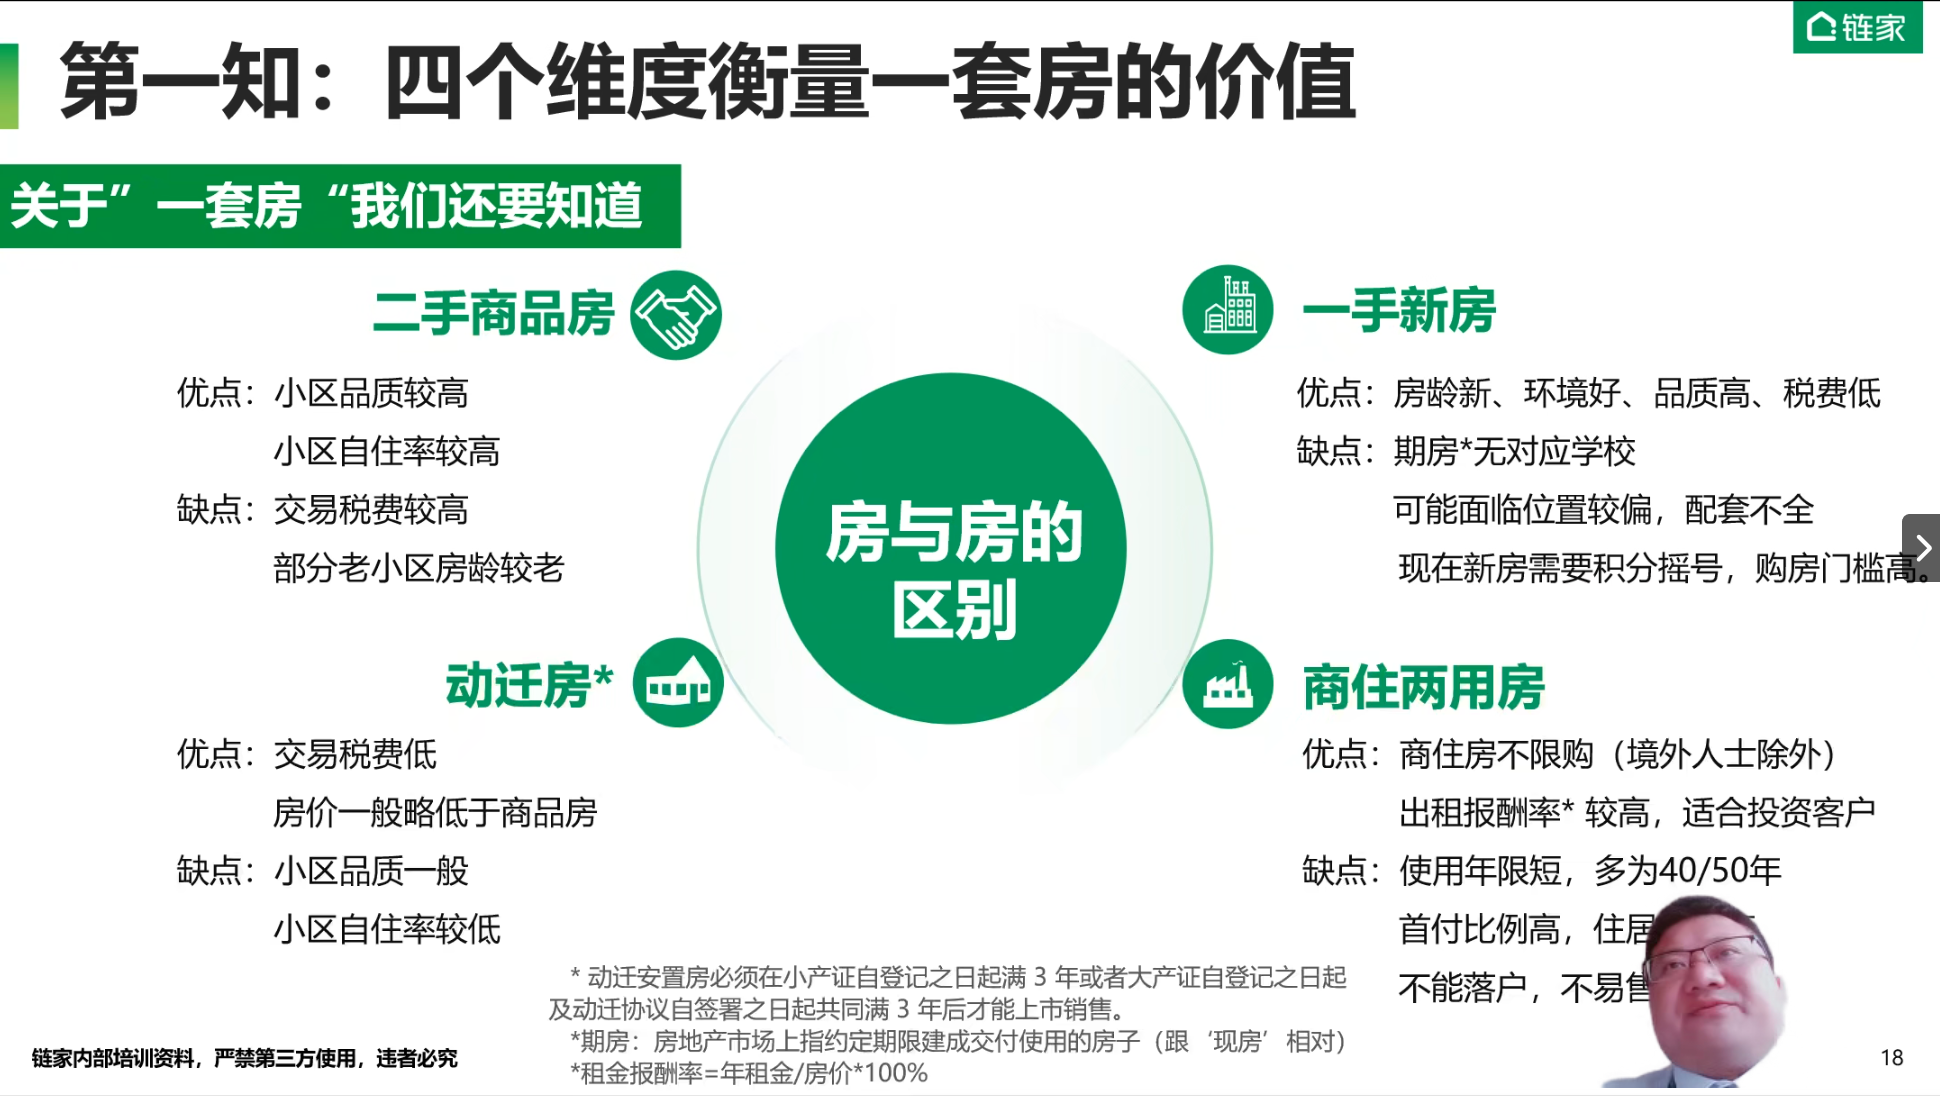 链家
第一知：四个维度衡量一套房的价值
关于”一套房“我们还要知道
二手商品房
优点：小区品质较高
小区自住率较高
缺点：交易税费较高
部分老小区房龄较老
一手新房
优点：房龄新、环境好、品质高、税费低
缺点：期房*无对应学校
可能面临位置较偏，配套不全
现在新房需要积分摇号，购房门槛高。
房与房的
区别
动迁房*
优点：交易税费低
房价一般略低于商品房
缺点：小区品质一般
小区自住率较低
商住两用房
优点：商住房不限购（境外人士除外）
出租报酬率* 较高，适合投资客户
缺点：使用年限短，多为40/50年
首付比例高，住居
不能落户，不易售
* 动迁安置房必须在小产证自登记之日起满 3 年或者大产证自登记之日起
及动迁协议自签署之日起共同满 3 年后才能上市销售。
*期房：房地产市场上指约定期限建成交付使用的房子（跟‘现房’相对）
*租金报酬率=年租金/房价*100%
链家内部培训资料，严禁第三方使用，违者必究
18